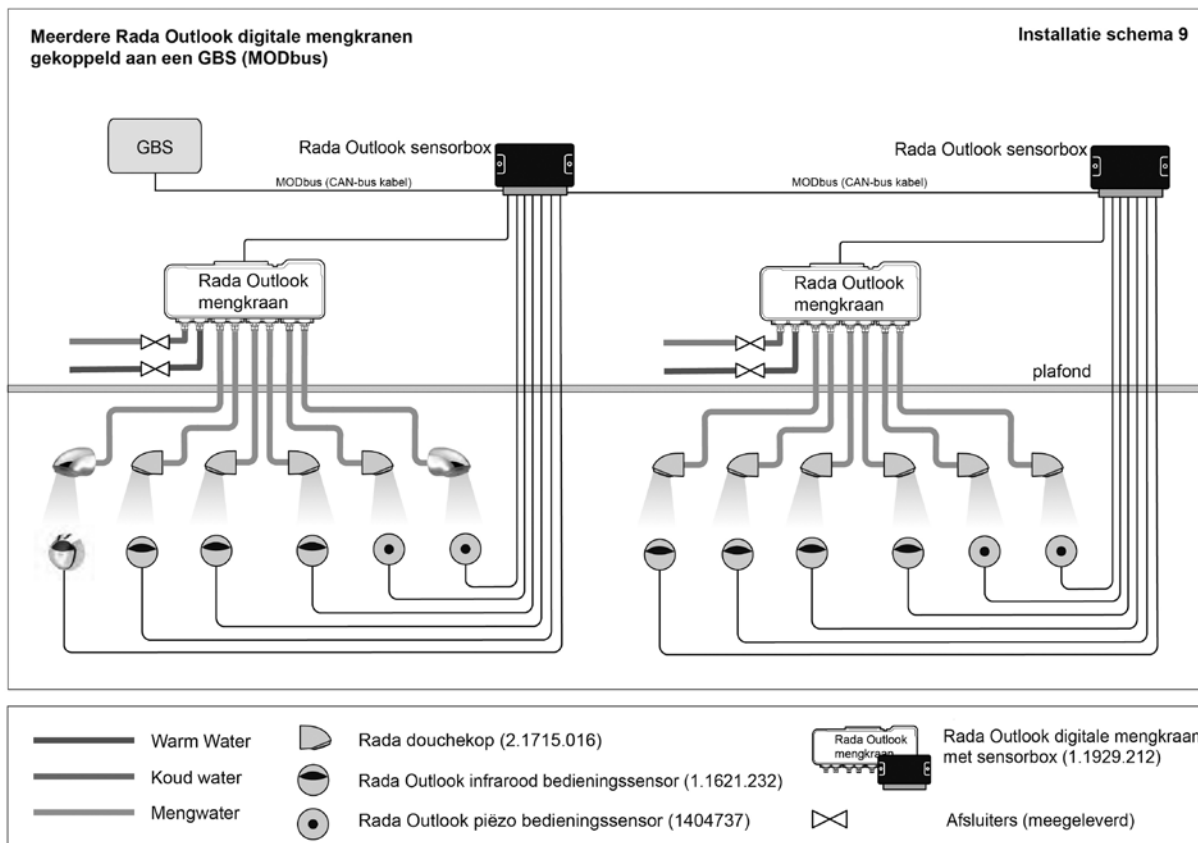 Meerdere Rada Outlook digitale mengkranen
gekoppeld aan een GBS (MODbus)
Installatie schema 9
GBS
Rada Outlook sensorbox
Rada Outlook sensorbox
MODbus (CAN-bus kabel)
MODbus (CAN-bus kabel)
Rada Outlook
mengkraan
Rada Outlook
mengkraan
plafond
Warm Water
Koud water
Mengwater
Rada douchekop (2.1715.016)
Rada Outlook infrarood bedieningssensor (1.1621.232)
Rada Outlook piëzo bedieningssensor (1404737)
Rada Outlook
mengkraan
Rada Outlook digitale mengkraan
met sensorbox (1.1929.212)
Afsluiters (meegeleverd)